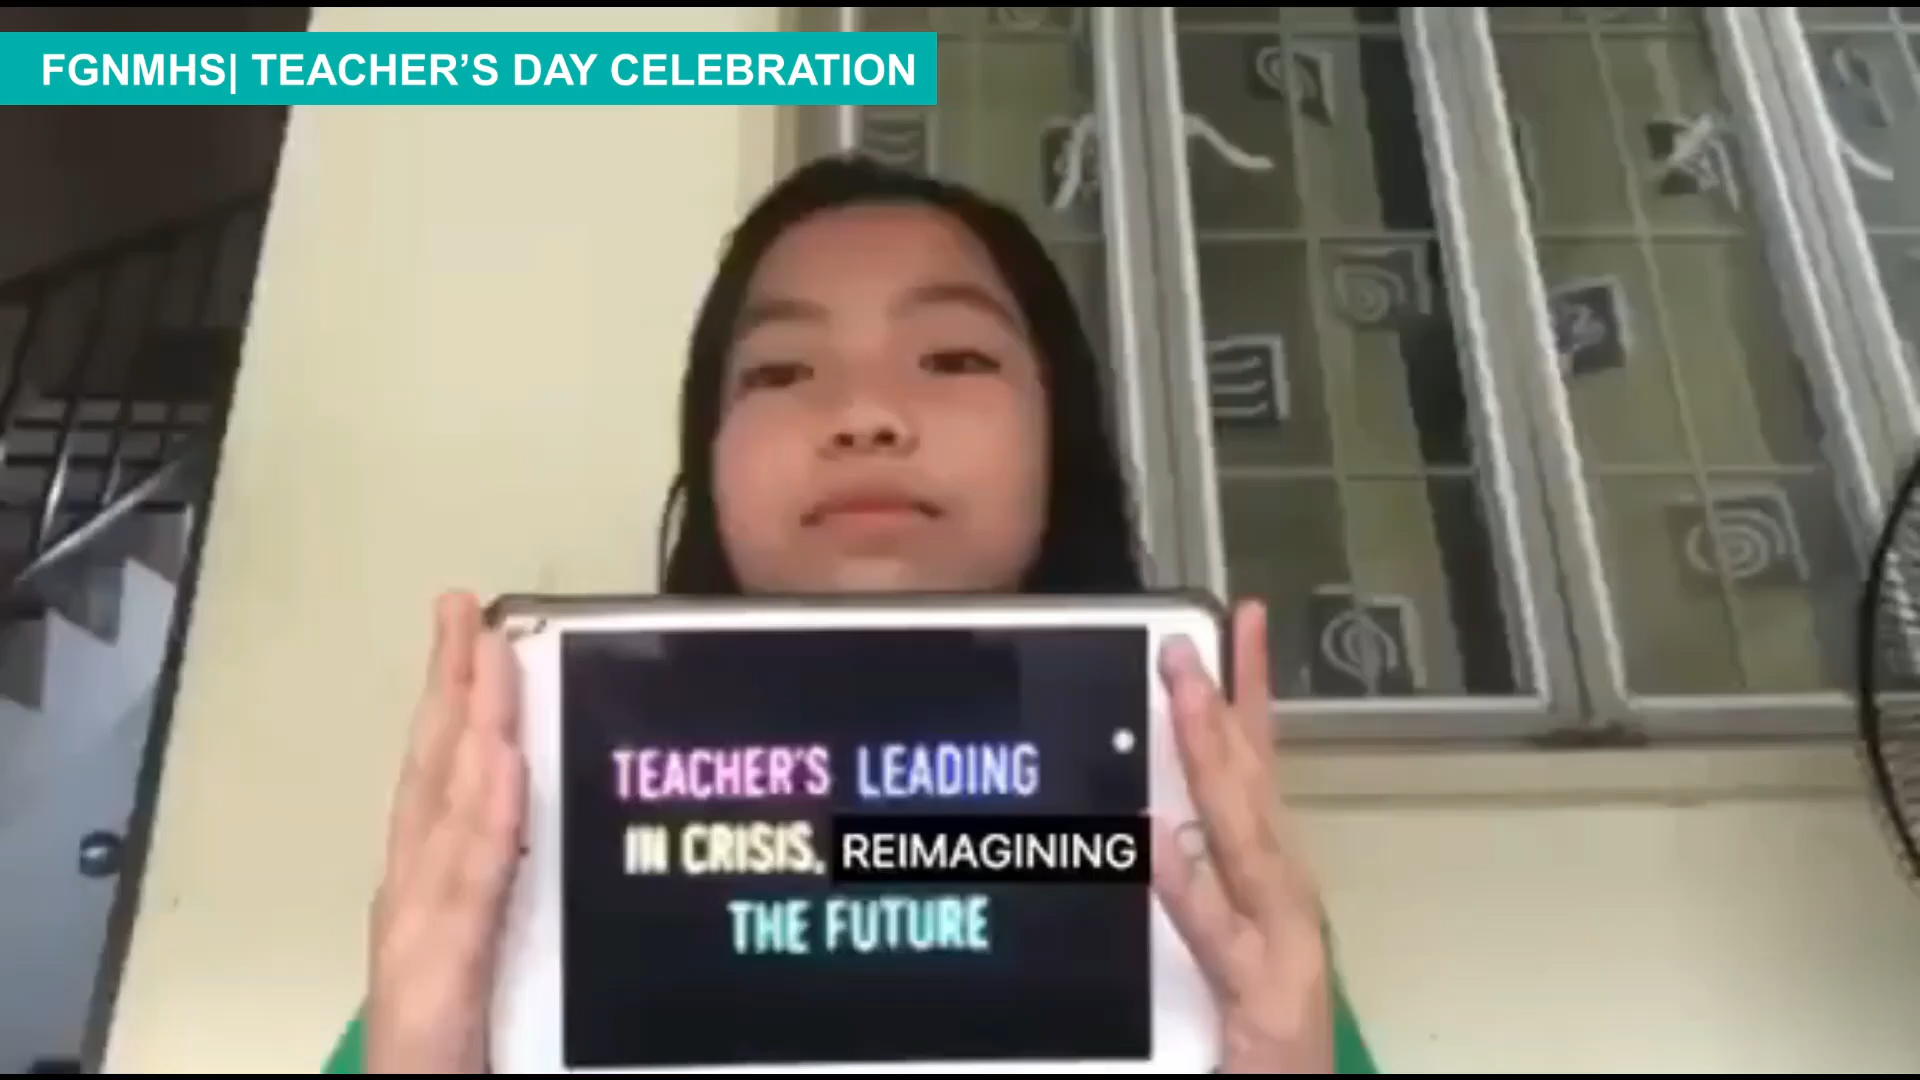 FGNMHS| TEACHER’S DAY CELEBRATION
TEACHER'S LEADING
IN CRISIS, REIMAGINING
THE FUTURE